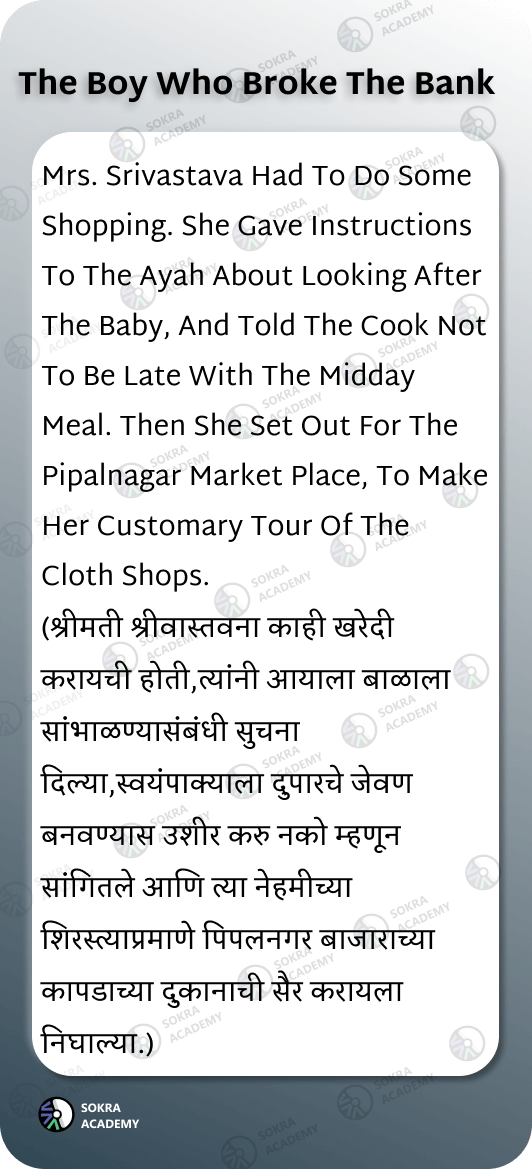 The Boy Who Broke The Bank
Mrs. Srivastava Had To Do Some
Shopping. She Gave Instructions
To The Ayah About Looking After
The Baby, And Told The Cook Not
To Be Late With The Midday
Meal. Then She Set Out For The
Pipalnagar Market Place, To Make
Her Customary Tour Of The
Cloth Shops.
(श्रीमती श्रीवास्तवना काही खरेदी
करायची होती,त्यांनी आयाला बाळाला
सांभाळण्यासंबंधी सुचना
दिल्या,स्वयंपाक्याला दुपारचे जेवण
बनवण्यास उशीर करु नको म्हणून
सांगितले आणि त्या नेहमीच्या
शिरस्त्याप्रमाणे पिपलनगर बाजाराच्या
कापडाच्या दुकानाची सैर करायला
निघाल्या.)
SOKRA
ACADEMY